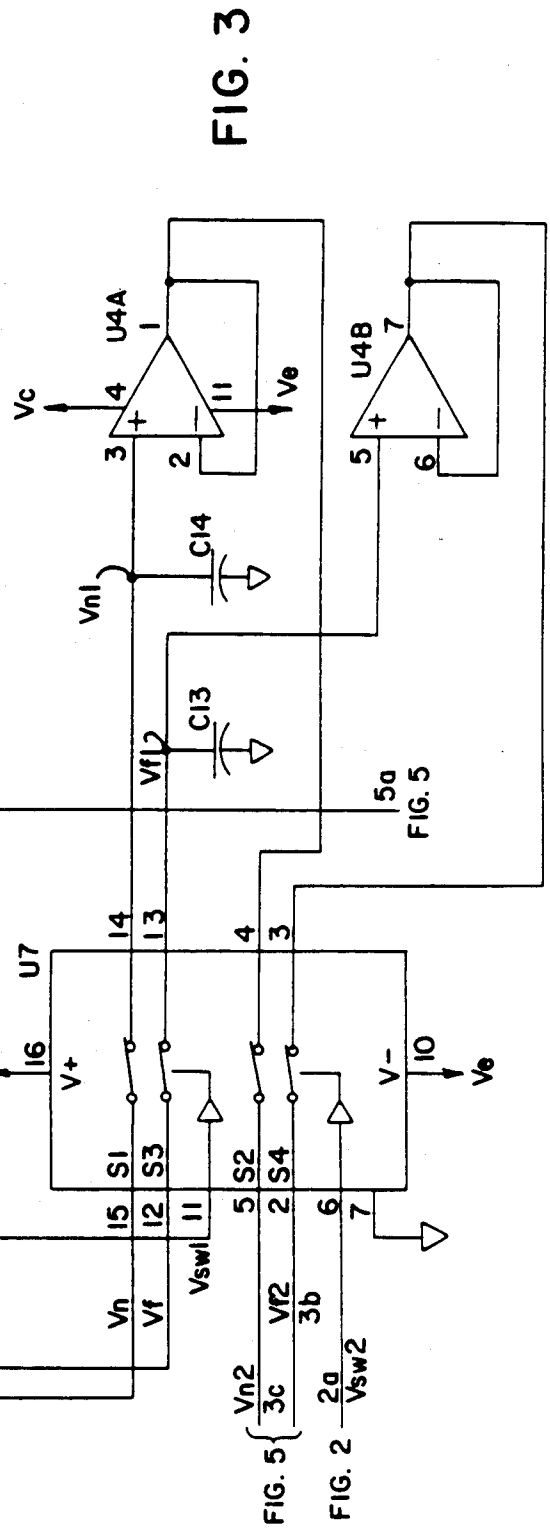 FIG. 3
U7
16
V+
Vn
15
S1
14
Vn1
3
+
4
Vc
U4A
1
Vf
12
S3
13
Vf1
C13
C14
2
−
11
Ve
Vsw1
11
5a
FIG. 5
FIG. 5
Vn2
3c
5
S2
4
Vf2
3b
2
S4
3
5
+
U4B
7
6
−
FIG. 2
2a
Vsw2
6
7
V−
10
Ve